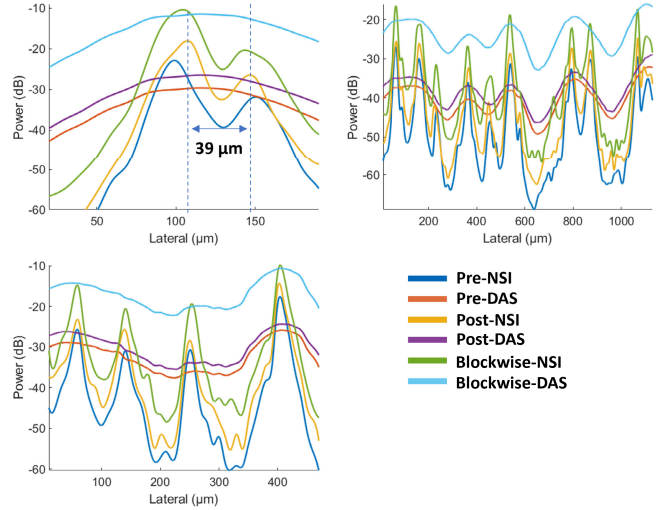 -10
-20
-30
-40
-50
-60
Power (dB)
39 µm
50
100
150
Lateral (µm)
-20
-30
-40
-50
-60
Power (dB)
200
400
600
800
1000
Lateral (µm)
-10
-20
-30
-40
-50
-60
Power (dB)
100
200
300
400
Lateral (µm)
Pre-NSI
Pre-DAS
Post-NSI
Post-DAS
Blockwise-NSI
Blockwise-DAS